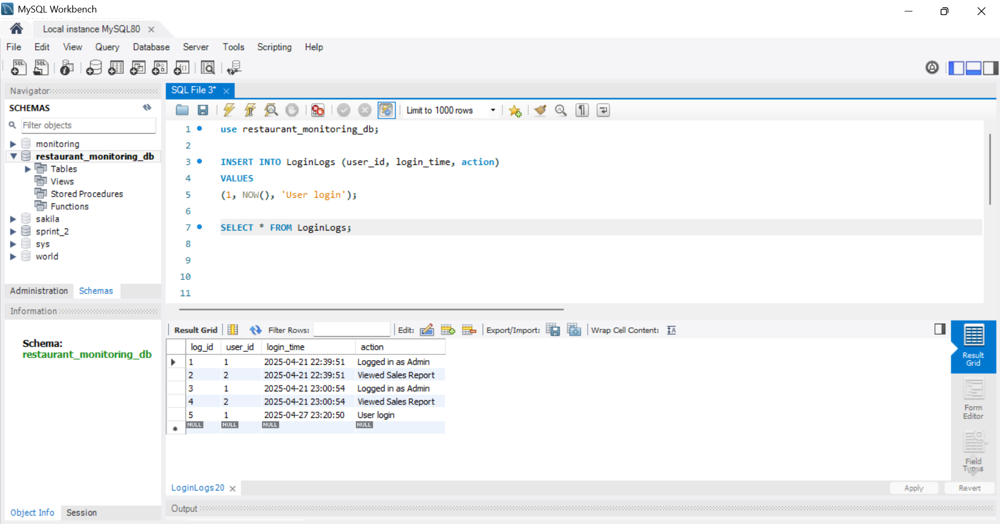 MySQL Workbench
Local instance MySQL80
File Edit View Query Database Server Tools Scripting Help
Navigator
SCHEMAS
Filter objects
monitoring
restaurant_monitoring_db
Tables
Views
Stored Procedures
Functions
sakila
sprint_2
sys
world
Administration Schemas
Information
Schema:
restaurant_monitoring_db
Object Info Session
SQL File 3*
Limit to 1000 rows
1 use restaurant_monitoring_db;
2
3 INSERT INTO LoginLogs (user_id, login_time, action)
4 VALUES
5 (1, NOW(), 'User login');
6
7 SELECT * FROM LoginLogs;
8
9
10
11
Result Grid Filter Rows: Edit: Export/Import: Wrap Cell Content:
log_id user_id login_time action
1 1 2025-04-21 22:39:51 Logged in as Admin
2 2 2025-04-21 22:39:51 Viewed Sales Report
3 1 2025-04-21 23:00:54 Logged in as Admin
4 2 2025-04-21 23:00:54 Viewed Sales Report
5 1 2025-04-27 23:20:50 User login
NULL NULL NULL NULL
Result
Grid
Form
Editor
Field
Types
LoginLogs20
Apply Revert
Output